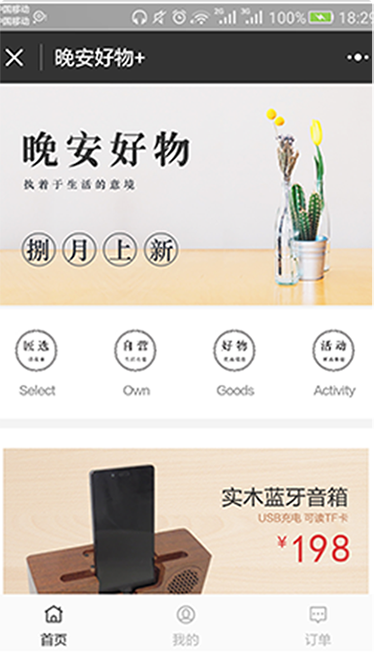 中国移动
中国移动
2G 3G 100% 18:29
晚安好物+
晚安好物
执着于生活的意境
捌月上新
匠选 自营 好物 活动
Select Own Goods Activity
实木蓝牙音箱
USB充电 可读TF卡
¥198
首页 我的 订单